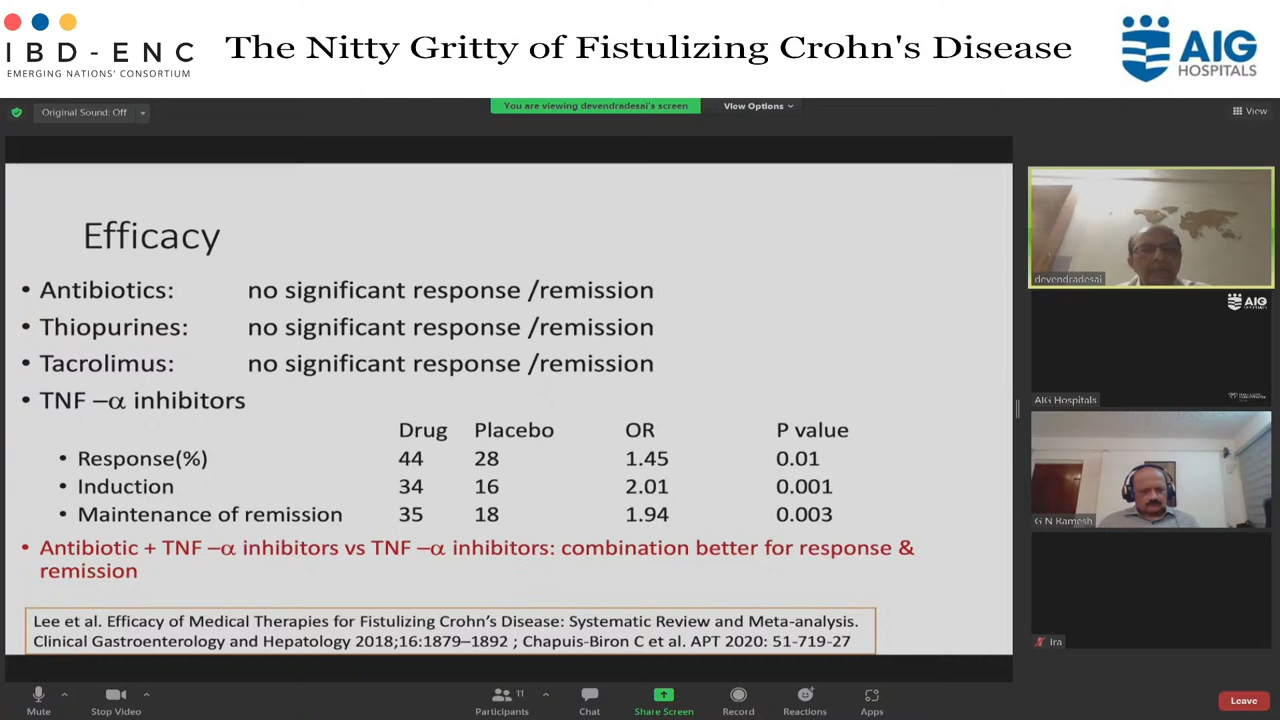 IBD-ENC
EMERGING NATIONS' CONSORTIUM
The Nitty Gritty of Fistulizing Crohn's Disease
AIG
HOSPITALS
Original Sound: Off
You are viewing devendradesai's screen
View Options
View
Efficacy
• Antibiotics: no significant response /remission
• Thiopurines: no significant response /remission
• Tacrolimus: no significant response /remission
• TNF –α inhibitors
Drug Placebo OR P value
• Response(%) 44 28 1.45 0.01
• Induction 34 16 2.01 0.001
• Maintenance of remission 35 18 1.94 0.003
• Antibiotic + TNF –α inhibitors vs TNF –α inhibitors: combination better for response &
remission
Lee et al. Efficacy of Medical Therapies for Fistulizing Crohn's Disease: Systematic Review and Meta-analysis.
Clinical Gastroenterology and Hepatology 2018;16:1879–1892 ; Chapuis-Biron C et al. APT 2020: 51-719-27
devendradesai
AIG
HOSPITALS
AIG Hospitals
G N Ramesh
Ira
Mute
Stop Video
11
Participants
Chat
Share Screen
Record
Reactions
Apps
Leave